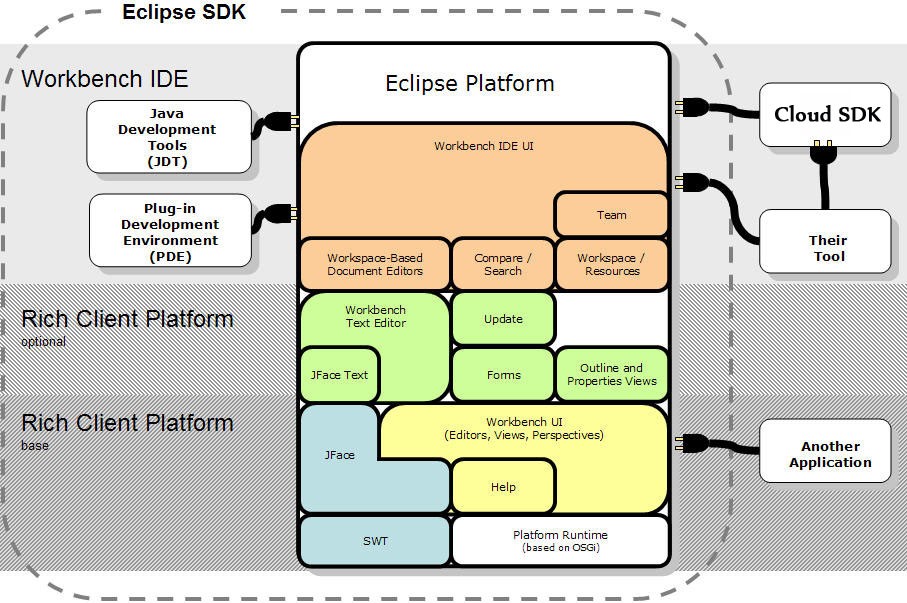 Eclipse SDK
Workbench IDE
Eclipse Platform
Java
Development
Tools
(JDT)
Cloud SDK
Workbench IDE UI
Plug-in
Development
Environment
(PDE)
Team
Their
Tool
Workspace-Based
Document Editors
Compare /
Search
Workspace /
Resources
Rich Client Platform
optional
Workbench
Text Editor
Update
JFace Text
Forms
Outline and
Properties Views
Rich Client Platform
base
JFace
Workbench UI
(Editors, Views, Perspectives)
Help
Another
Application
SWT
Platform Runtime
(based on OSGi)